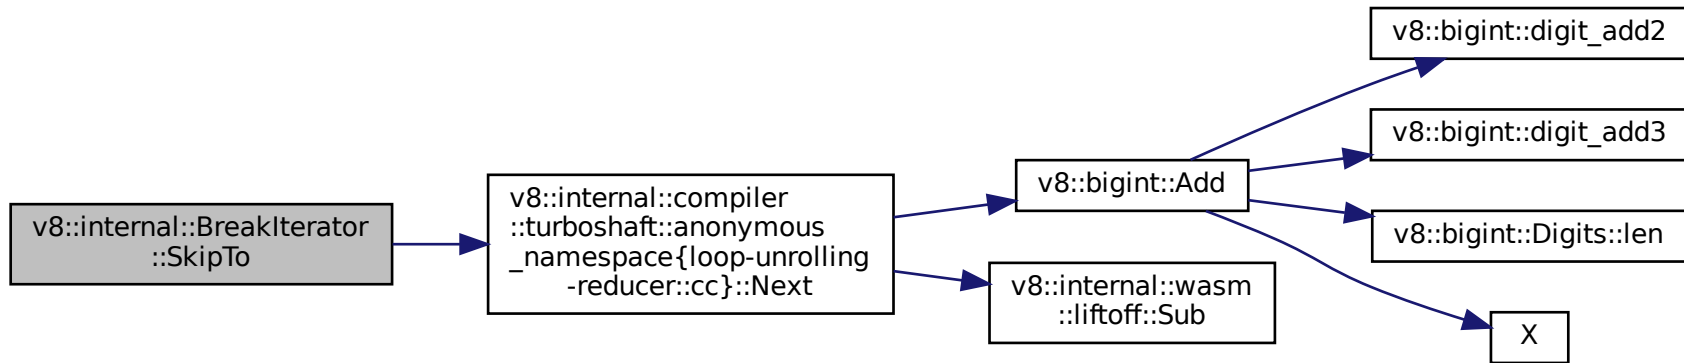 v8::internal::BreakIterator
::SkipTo
v8::internal::compiler
::turboshaft::anonymous
_namespace{loop-unrolling
-reducer::cc}::Next
v8::bigint::Add
v8::internal::wasm
::liftoff::Sub
v8::bigint::digit_add2
v8::bigint::digit_add3
v8::bigint::Digits::len
X